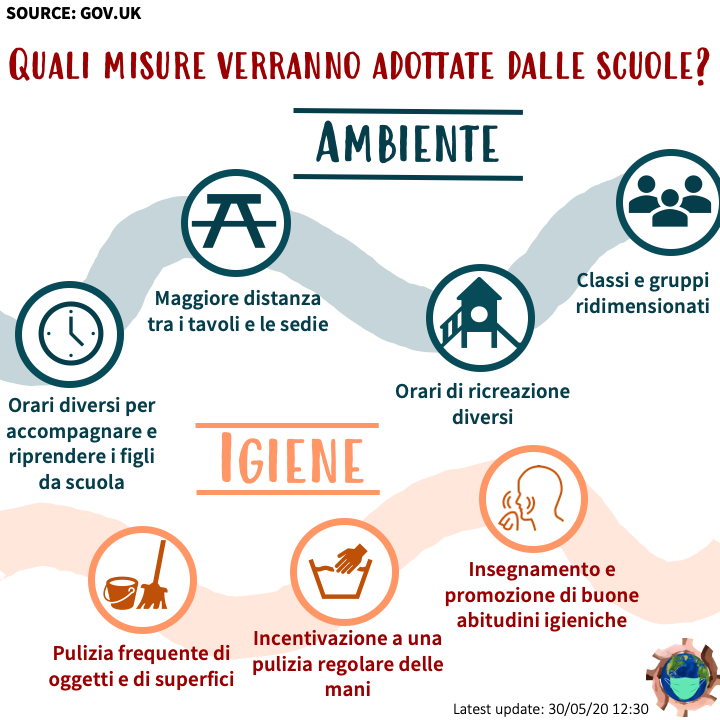 SOURCE: GOV.UK
QUALI MISURE VERRANNO ADOTTATE DALLE SCUOLE?
AMBIENTE
Maggiore distanza
tra i tavoli e le sedie
Classi e gruppi
ridimensionati
Orari diversi per
accompagnare e
riprendere i figli
da scuola
Orari di ricreazione
diversi
IGIENE
Pulizia frequente di
oggetti e di superfici
Incentivazione a una
pulizia regolare delle
mani
Insegnamento e
promozione di buone
abitudini igieniche
Latest update: 30/05/20 12:30